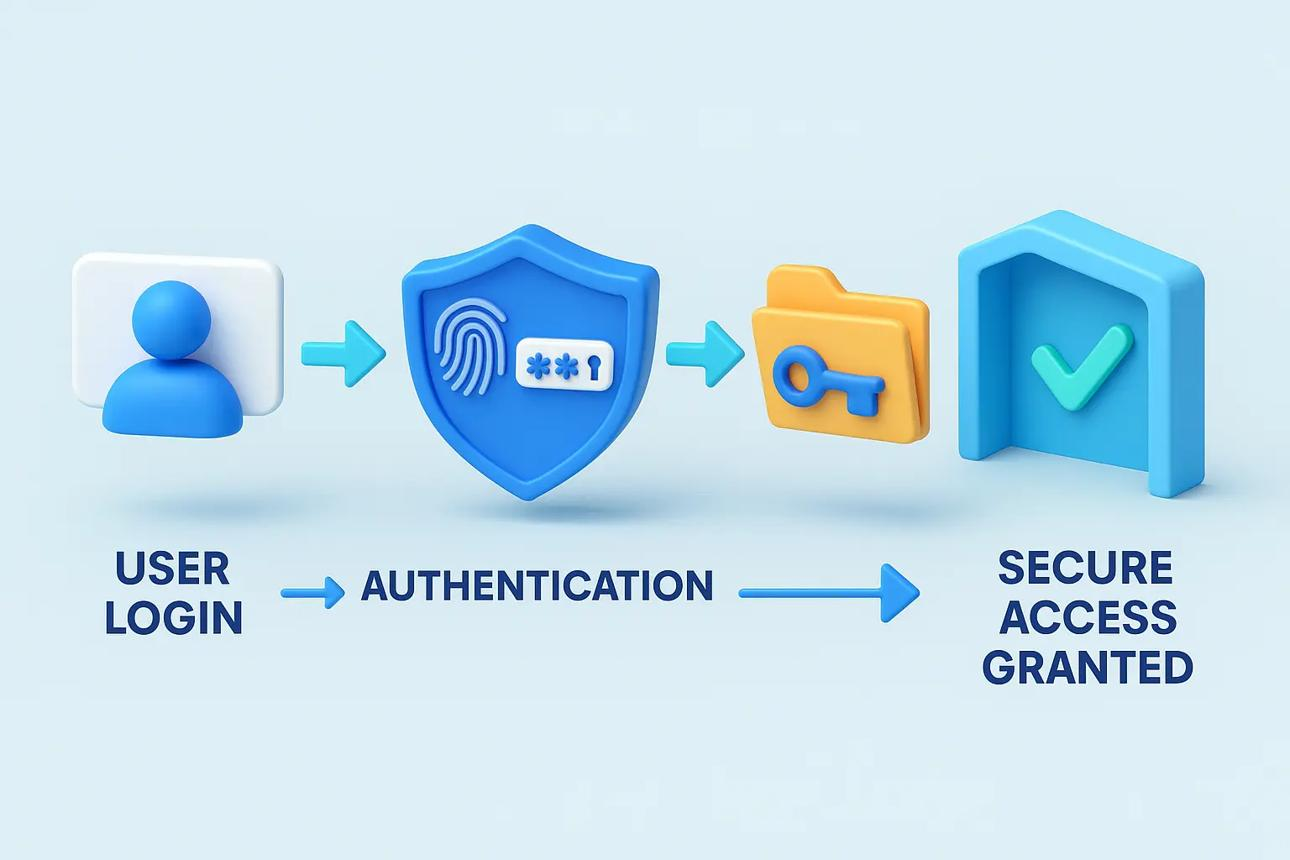 USER
LOGIN
AUTHENTICATION
SECURE
ACCESS
GRANTED